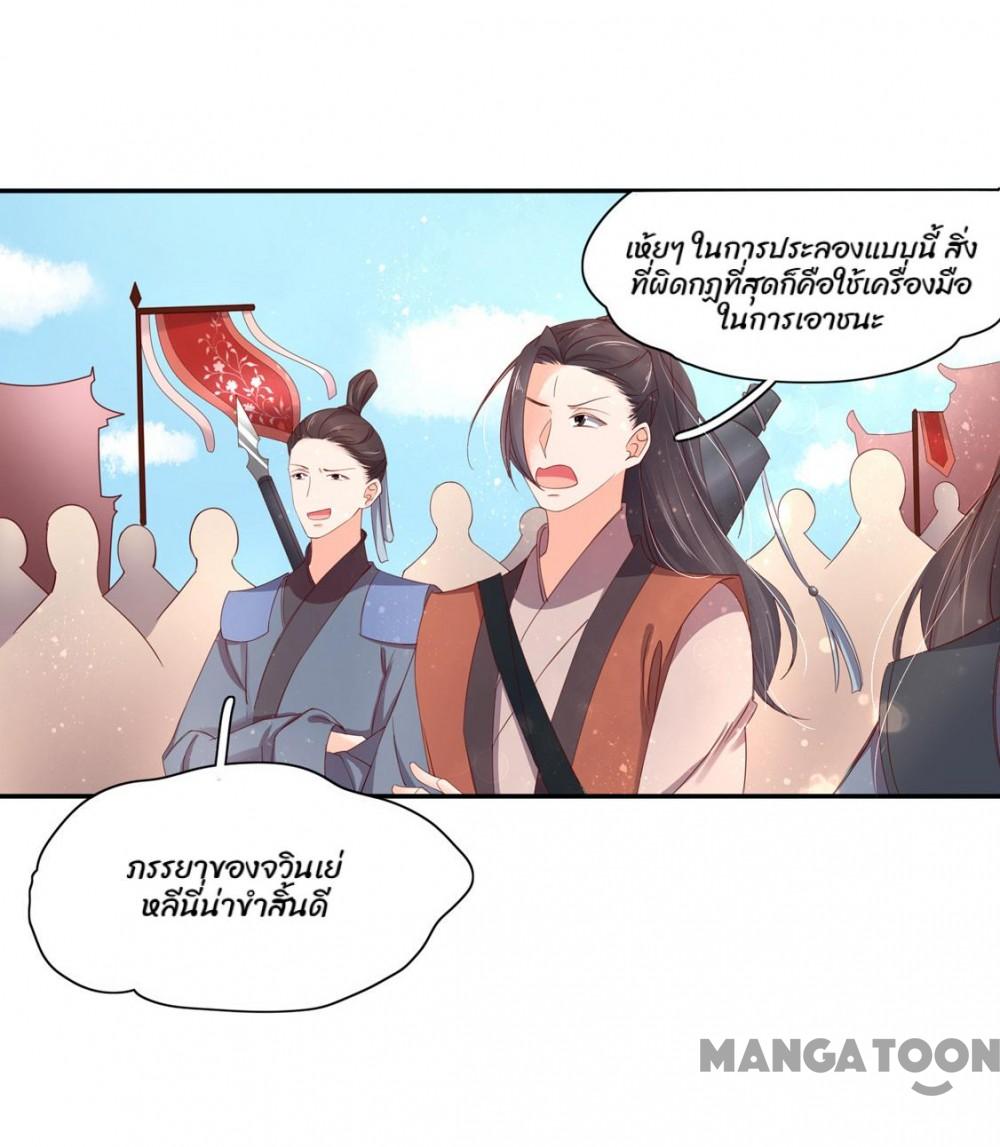 เห้ยๆ ในการประลองแบบนี้ สิ่ง
ที่ผิดกฏที่สุดก็คือใช้เครื่องมือ
ในการเอาชนะ
ภรรยาของจวินเย่
หลีนี่น่าขำสิ้นดี
MANGATOON